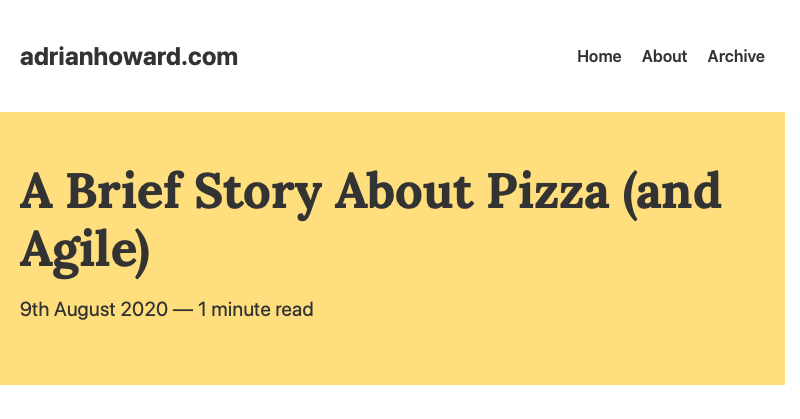 adrianhoward.com
Home About Archive
A Brief Story About Pizza (and
Agile)
9th August 2020 — 1 minute read